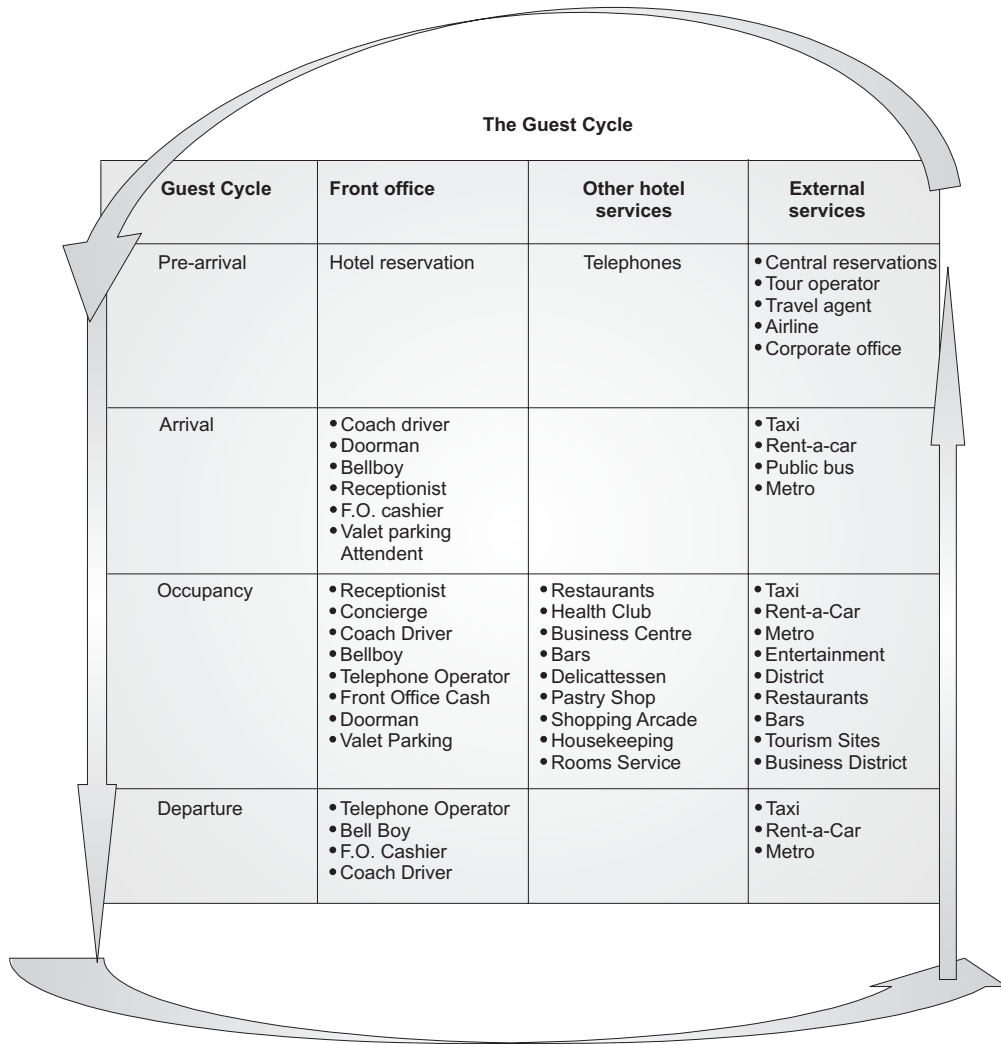 The Guest Cycle
Guest Cycle
Front office
Other hotel
services
External
services
Pre-arrival
Hotel reservation
Telephones
• Central reservations
• Tour operator
• Travel agent
• Airline
• Corporate office
Arrival
• Coach driver
• Doorman
• Bellboy
• Receptionist
• F.O. cashier
• Valet parking
Attendent
• Taxi
• Rent-a-car
• Public bus
• Metro
Occupancy
• Receptionist
• Concierge
• Coach Driver
• Bellboy
• Telephone Operator
• Front Office Cash
• Doorman
• Valet Parking
• Restaurants
• Health Club
• Business Centre
• Bars
• Delicattessen
• Pastry Shop
• Shopping Arcade
• Housekeeping
• Rooms Service
• Taxi
• Rent-a-Car
• Metro
• Entertainment
• District
• Restaurants
• Bars
• Tourism Sites
• Business District
Departure
• Telephone Operator
• Bell Boy
• F.O. Cashier
• Coach Driver
• Taxi
• Rent-a-Car
• Metro